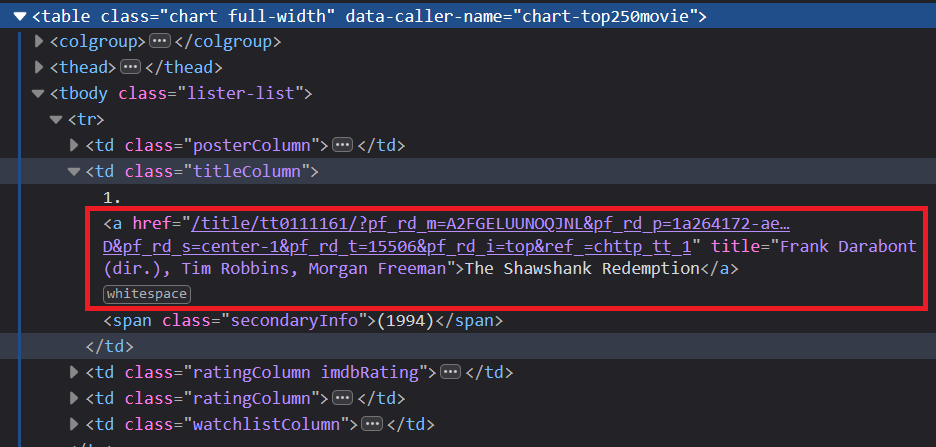 <table class="chart full-width" data-caller-name="chart-top250movie">
<colgroup>···</colgroup>
<thead>···</thead>
<tbody class="lister-list">
<tr>
<td class="posterColumn">···</td>
<td class="titleColumn">
1.
<a href="/title/tt0111161/?pf_rd_m=A2FGELUUNOQJNL&pf_rd_p=1a264172-ae…
D&pf_rd_s=center-1&pf_rd_t=15506&pf_rd_i=top&ref_=chttp_tt_1" title="Frank Darabont
(dir.), Tim Robbins, Morgan Freeman">The Shawshank Redemption</a>
whitespace
<span class="secondaryInfo">(1994)</span>
</td>
<td class="ratingColumn imdbRating">···</td>
<td class="ratingColumn">···</td>
<td class="watchlistColumn">···</td>